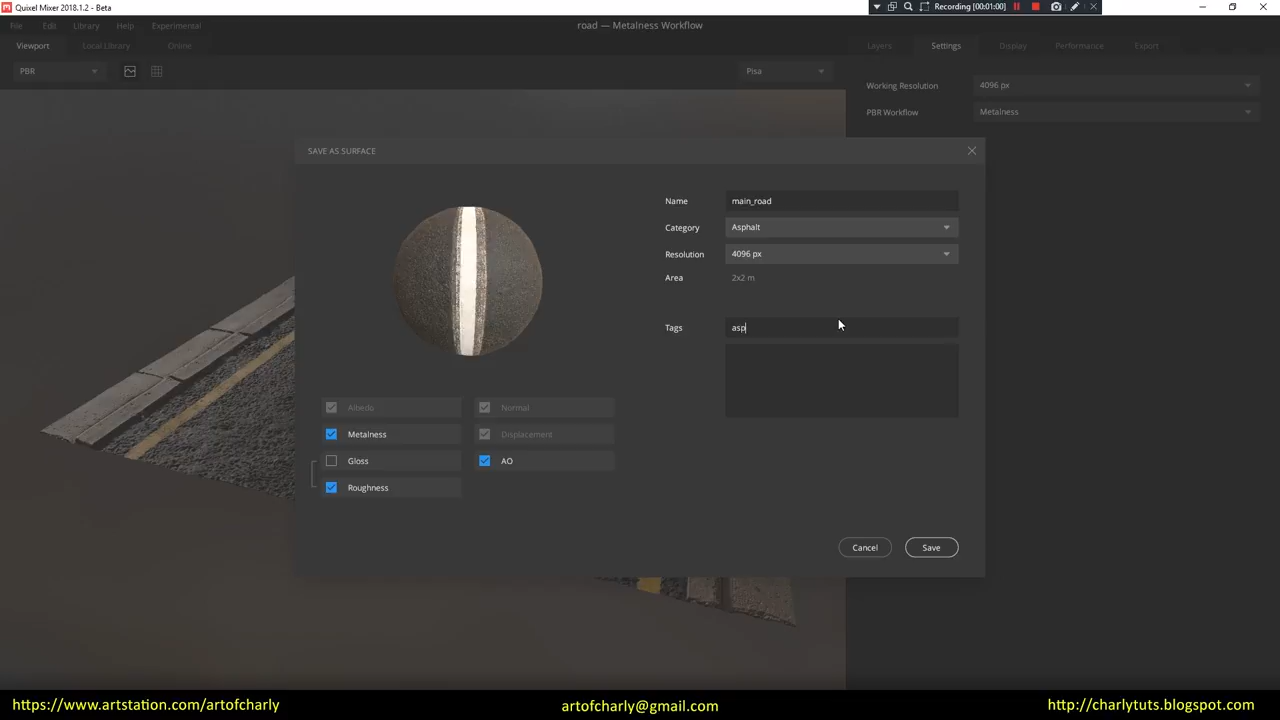 Quixel Mixer 2018.1.2 - Beta
Recording [00:01:00]
File Edit Library Help Experimental
road — Metalness Workflow
Viewport Local Library Online
Layers Settings Display Performance Export
PBR
Pisa
Working Resolution 4096 px
PBR Workflow Metalness
SAVE AS SURFACE
Name main_road
Category Asphalt
Resolution 4096 px
Area 2x2 m
Tags asp
Albedo Normal
Metalness Displacement
Gloss AO
Roughness
Cancel Save
https://www.artstation.com/artofcharly
artofcharly@gmail.com
http://charlytuts.blogspot.com